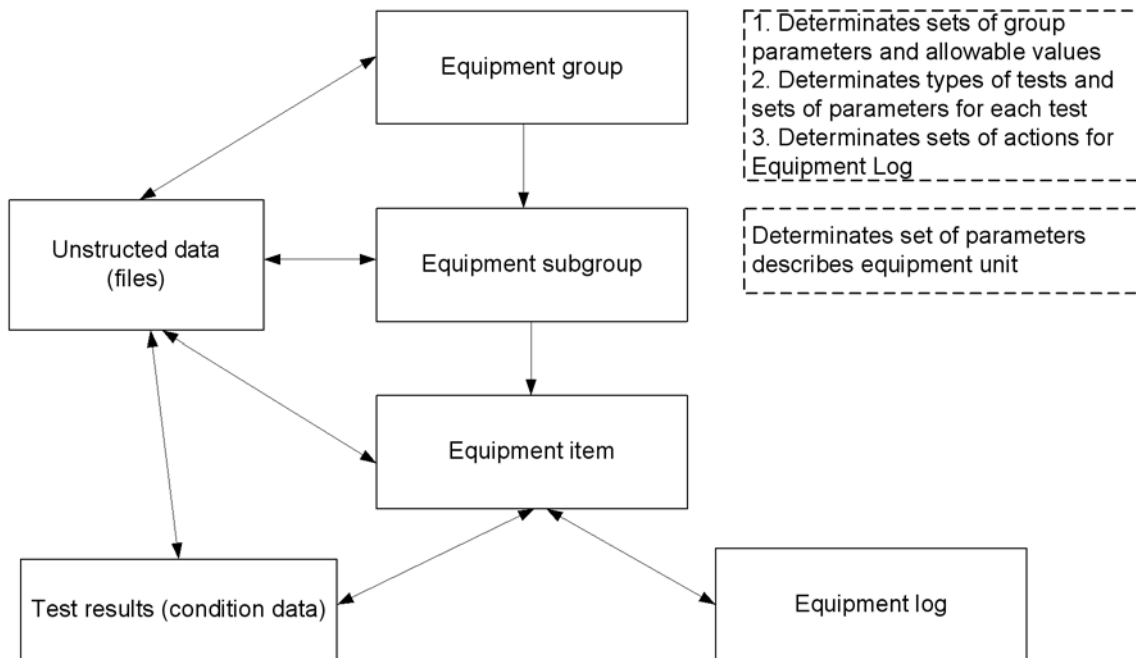 Equipment group
1. Determinates sets of group
parameters and allowable values
2. Determinates types of tests and
sets of parameters for each test
3. Determinates sets of actions for
Equipment Log
Unstructed data
(files)
Equipment subgroup
Determinates set of parameters
describes equipment unit
Equipment item
Test results (condition data)
Equipment log